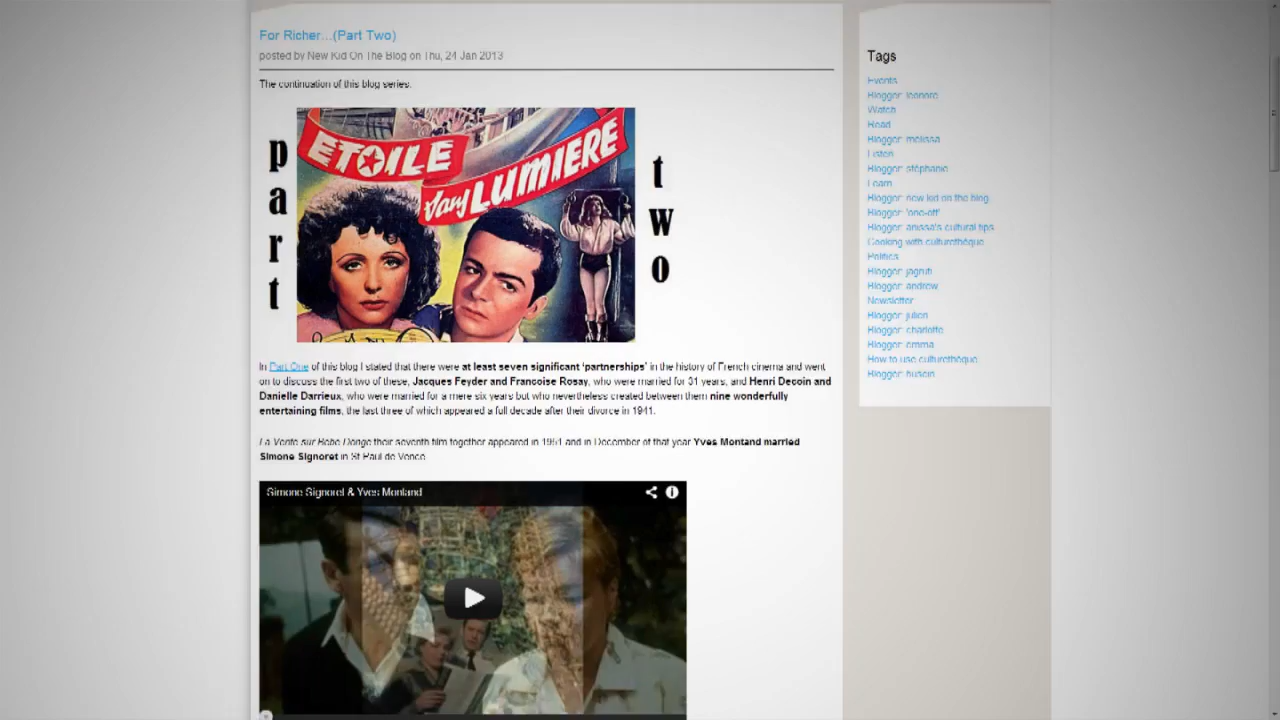 For Richer...(Part Two)
posted by New Kid On The Blog on Thu, 24 Jan 2013
The continuation of this blog series.
part
ETOILE
sans LUMIERE
two
In Part One of this blog I stated that there were at least seven significant 'partnerships' in the history of French cinema and went
on to discuss the first two of these, Jacques Feyder and Francoise Rosay, who were married for 31 years, and Henri Decoin and
Danielle Darrieux, who were married for a mere six years but who nevertheless created between them nine wonderfully
entertaining films, the last three of which appeared a full decade after their divorce in 1941.
La Vente sur Bebe Donge their seventh film together appeared in 1951 and in December of that year Yves Montand married
Simone Signoret in St Paul de Vence
Simone Signoret & Yves Montand
Tags
Events
Blogger: leonore
Watch
Read
Blogger: melissa
Listen
Blogger: stéphanie
Learn
Blogger: new kid on the blog.
Blogger: 'one-off'
Blogger: anissa's cultural tips
Cooking with culturethèque
Politics
Blogger: jagruti
Blogger: andrew
Newsletter
Blogger: julien
Blogger: charlotte
Blogger: emma
How to use culturethèque
Blogger: husein